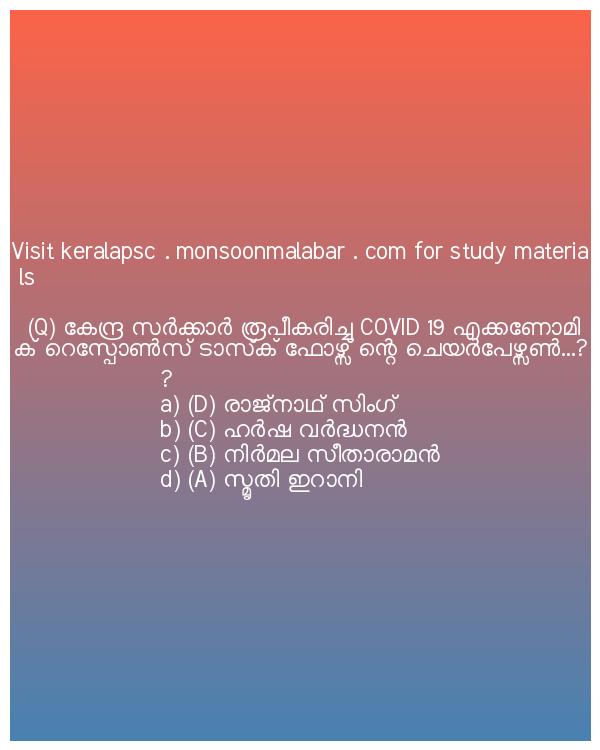 Visit keralapsc . monsoonmalabar . com for study materia
ls
(Q) കേന്ദ്ര സർക്കാർ രൂപീകരിച്ച COVID 19 എക്കണോമി
ക് റെസ്പോൺസ് ടാസ്ക് ഫോഴ്സ് ന്റെ ചെയർപേഴ്സൺ...?
?
a) (D) രാജ്നാഥ് സിംഗ്
b) (C) ഹർഷ വർദ്ധനൻ
c) (B) നിർമല സീതാരാമൻ
d) (A) സ്മൃതി ഇറാനി